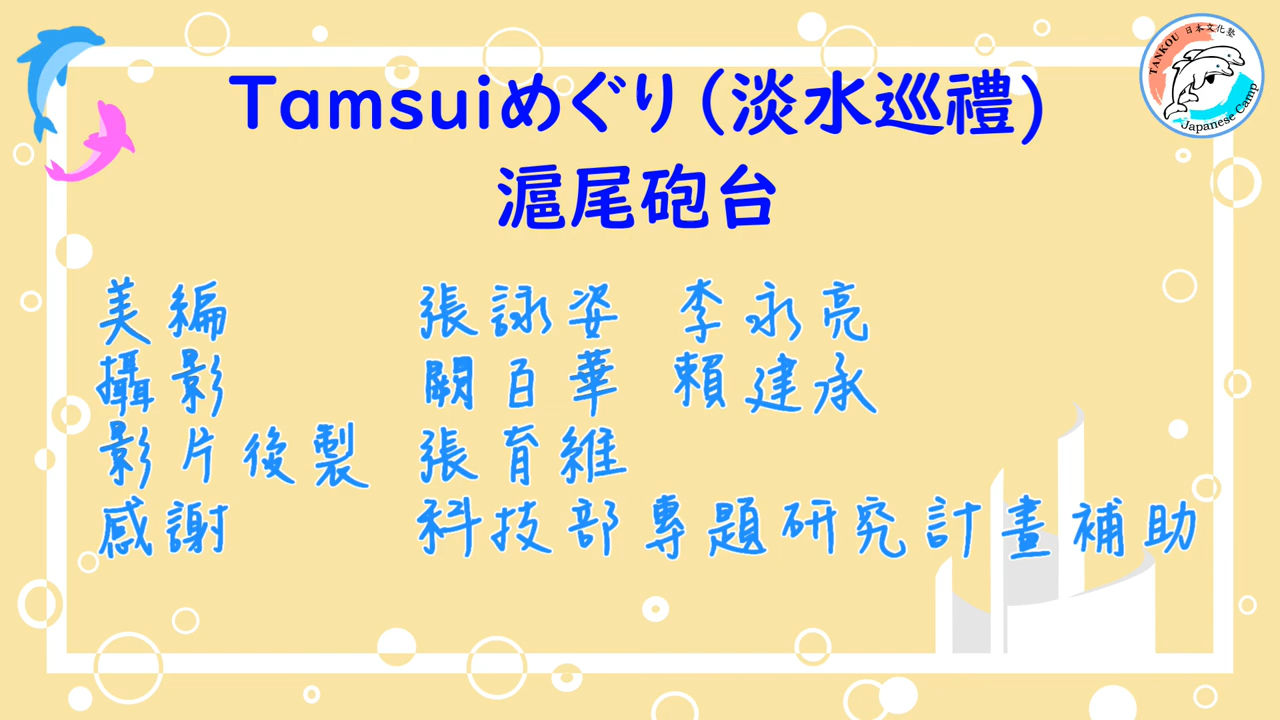 Tamsuiめぐり(淡水巡禮)
滬尾砲台
美編 張詠姿 李永亮
攝影 闕百華 賴建承
影片後製 張育維
感謝 科技部專題研究計畫補助
TANKOU 日本文化塾
Japanese Camp